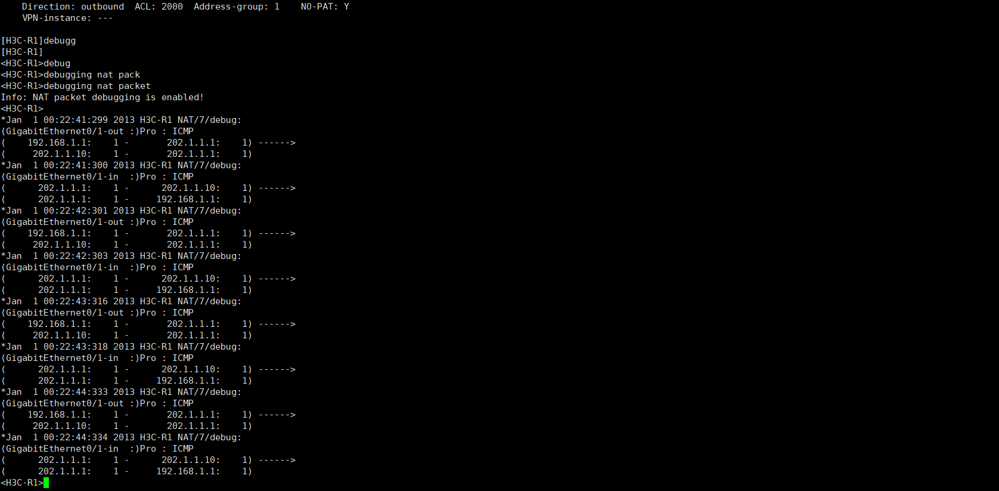 Direction: outbound  ACL: 2000  Address-group: 1    NO-PAT: Y
VPN-instance: ---
[H3C-R1]debugg
[H3C-R1]
<H3C-R1>debug
<H3C-R1>debugging nat pack
<H3C-R1>debugging nat packet
Info: NAT packet debugging is enabled!
<H3C-R1>
*Jan  1 00:22:41:299 2013 H3C-R1 NAT/7/debug:
(GigabitEthernet0/1-out :)Pro : ICMP
(    192.168.1.1:    1 -       202.1.1.1:    1) ------>
(     202.1.1.10:    1 -       202.1.1.1:    1)
*Jan  1 00:22:41:300 2013 H3C-R1 NAT/7/debug:
(GigabitEthernet0/1-in  :)Pro : ICMP
(      202.1.1.1:    1 -      202.1.1.10:    1) ------>
(      202.1.1.1:    1 -     192.168.1.1:    1)
*Jan  1 00:22:42:301 2013 H3C-R1 NAT/7/debug:
(GigabitEthernet0/1-out :)Pro : ICMP
(    192.168.1.1:    1 -       202.1.1.1:    1) ------>
(     202.1.1.10:    1 -       202.1.1.1:    1)
*Jan  1 00:22:42:303 2013 H3C-R1 NAT/7/debug:
(GigabitEthernet0/1-in  :)Pro : ICMP
(      202.1.1.1:    1 -      202.1.1.10:    1) ------>
(      202.1.1.1:    1 -     192.168.1.1:    1)
*Jan  1 00:22:43:316 2013 H3C-R1 NAT/7/debug:
(GigabitEthernet0/1-out :)Pro : ICMP
(    192.168.1.1:    1 -       202.1.1.1:    1) ------>
(     202.1.1.10:    1 -       202.1.1.1:    1)
*Jan  1 00:22:43:318 2013 H3C-R1 NAT/7/debug:
(GigabitEthernet0/1-in  :)Pro : ICMP
(      202.1.1.1:    1 -      202.1.1.10:    1) ------>
(      202.1.1.1:    1 -     192.168.1.1:    1)
*Jan  1 00:22:44:333 2013 H3C-R1 NAT/7/debug:
(GigabitEthernet0/1-out :)Pro : ICMP
(    192.168.1.1:    1 -       202.1.1.1:    1) ------>
(     202.1.1.10:    1 -       202.1.1.1:    1)
*Jan  1 00:22:44:334 2013 H3C-R1 NAT/7/debug:
(GigabitEthernet0/1-in  :)Pro : ICMP
(      202.1.1.1:    1 -      202.1.1.10:    1) ------>
(      202.1.1.1:    1 -     192.168.1.1:    1)
<H3C-R1>